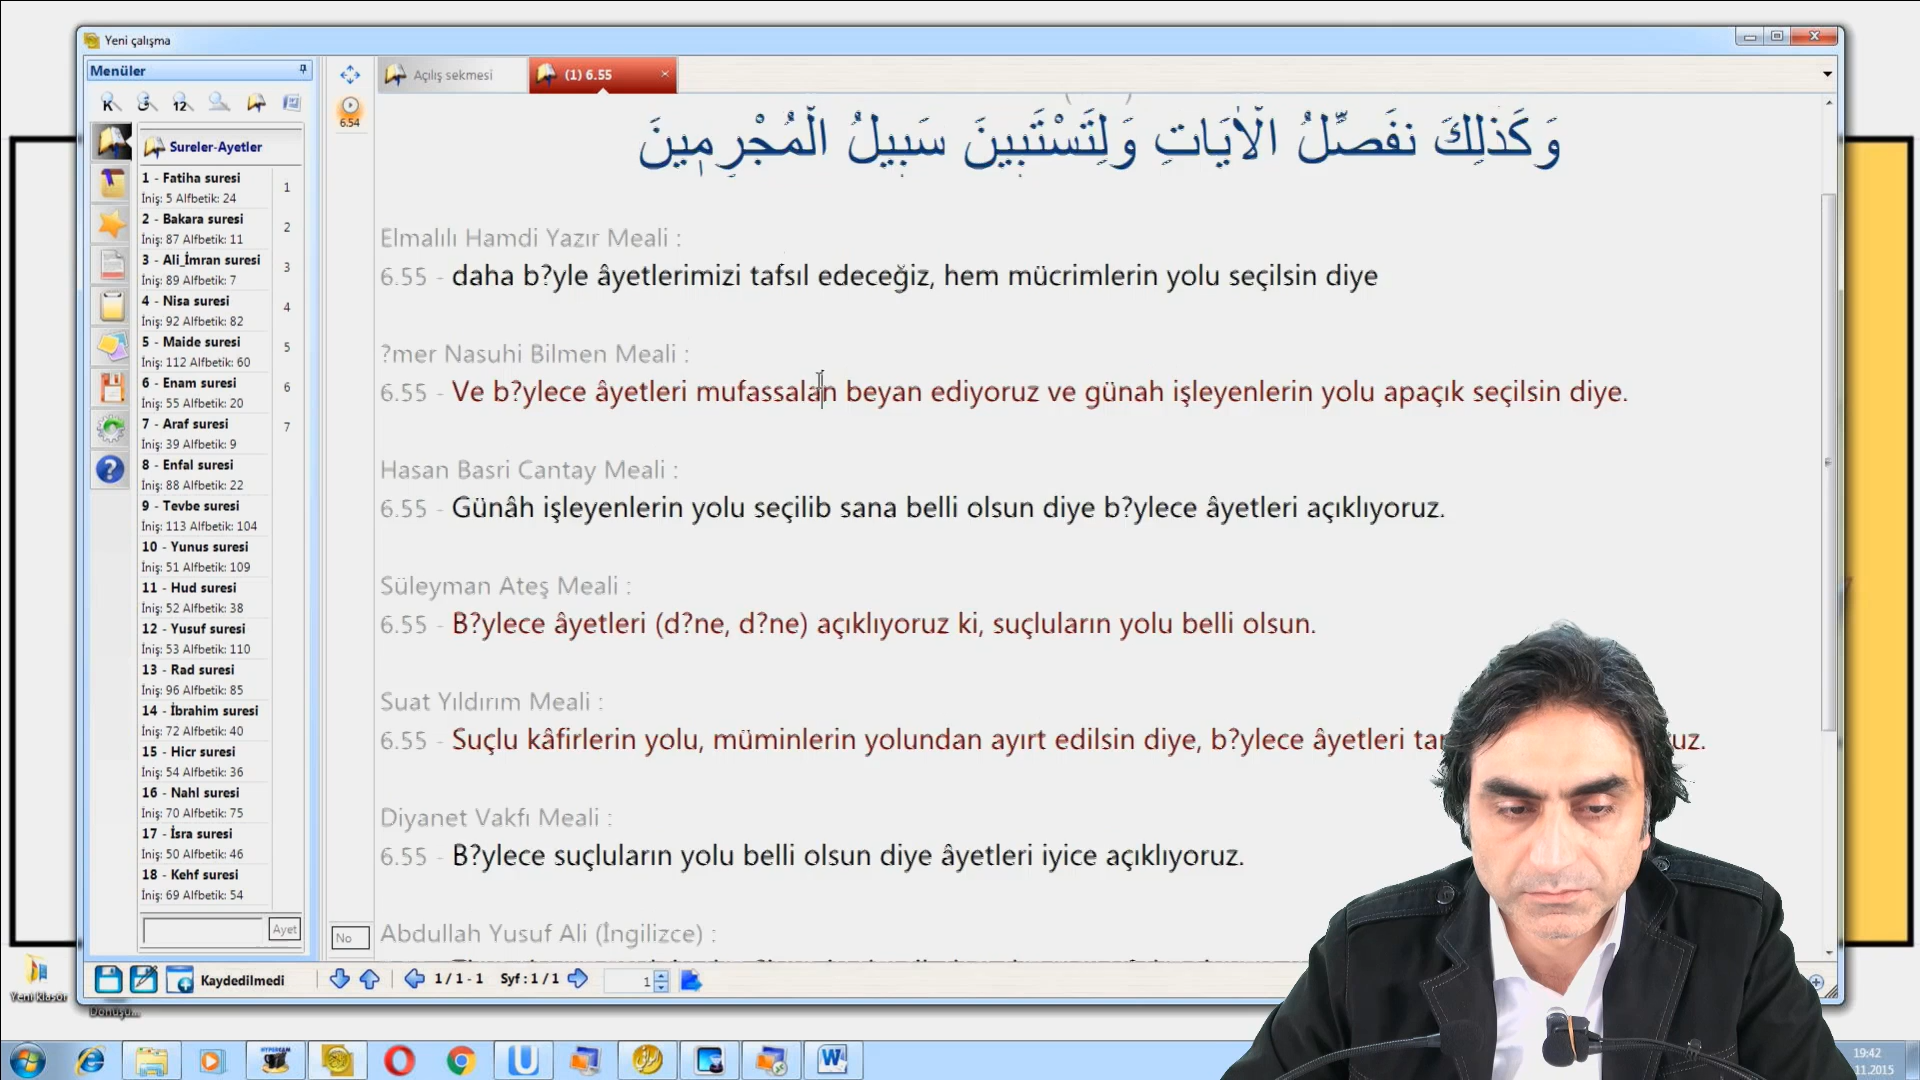 Yeni çalışma
Menüler
K
12
Sureler-Ayetler
1 - Fatiha suresi
İniş: 5 Alfbetik: 24
2 - Bakara suresi
İniş: 87 Alfbetik: 11
3 - Ali_İmran suresi
İniş: 89 Alfbetik: 7
4 - Nisa suresi
İniş: 92 Alfbetik: 82
5 - Maide suresi
İniş: 112 Alfbetik: 60
6 - Enam suresi
İniş: 55 Alfbetik: 20
7 - Araf suresi
İniş: 39 Alfbetik: 9
8 - Enfal suresi
İniş: 88 Alfbetik: 22
9 - Tevbe suresi
İniş: 113 Alfbetik: 104
10 - Yunus suresi
İniş: 51 Alfbetik: 109
11 - Hud suresi
İniş: 52 Alfbetik: 38
12 - Yusuf suresi
İniş: 53 Alfbetik: 110
13 - Rad suresi
İniş: 96 Alfbetik: 85
14 - İbrahim suresi
İniş: 72 Alfbetik: 40
15 - Hicr suresi
İniş: 54 Alfbetik: 36
16 - Nahl suresi
İniş: 70 Alfbetik: 75
17 - İsra suresi
İniş: 50 Alfbetik: 46
18 - Kehf suresi
İniş: 69 Alfbetik: 54
1
2
3
4
5
6
7
Ayet
6.54
No
Açılış sekmesi
(1) 6.55
وَكَذٰلِكَ نُفَصِّلُ الْاٰيَاتِ وَلِتَسْتَبٖينَ سَبٖيلُ الْمُجْرِمٖينَ
Elmalılı Hamdi Yazır Meali :
6.55 - daha b?yle âyetlerimizi tafsıl edeceğiz, hem mücrimlerin yolu seçilsin diye
?mer Nasuhi Bilmen Meali :
6.55 - Ve b?ylece âyetleri mufassalan beyan ediyoruz ve günah işleyenlerin yolu apaçık seçilsin diye.
Hasan Basri Cantay Meali :
6.55 - Günâh işleyenlerin yolu seçilib sana belli olsun diye b?ylece âyetleri açıklıyoruz.
Süleyman Ateş Meali :
6.55 - B?ylece âyetleri (d?ne, d?ne) açıklıyoruz ki, suçluların yolu belli olsun.
Suat Yıldırım Meali :
6.55 - Suçlu kâfirlerin yolu, müminlerin yolundan ayırt edilsin diye, b?ylece âyetleri
Diyanet Vakfı Meali :
6.55 - B?ylece suçluların yolu belli olsun diye âyetleri iyice açıklıyoruz.
Abdullah Yusuf Ali (İngilizce) :
Kaydedilmedi
1 / 1 - 1
Syf : 1 / 1
1
Yeni klasör
Dönüşü...
19:42
.11.2015